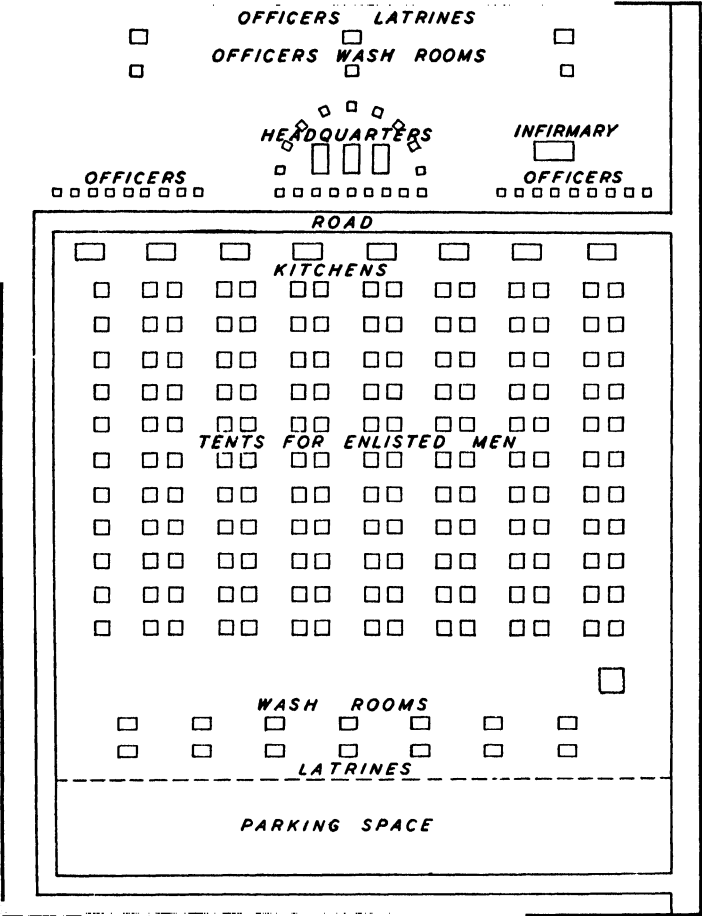 OFFICERS LATRINES
OFFICERS WASH ROOMS
HEADQUARTERS
INFIRMARY
OFFICERS
OFFICERS
ROAD
KITCHENS
TENTS FOR ENLISTED MEN
WASH ROOMS
LATRINES
PARKING SPACE